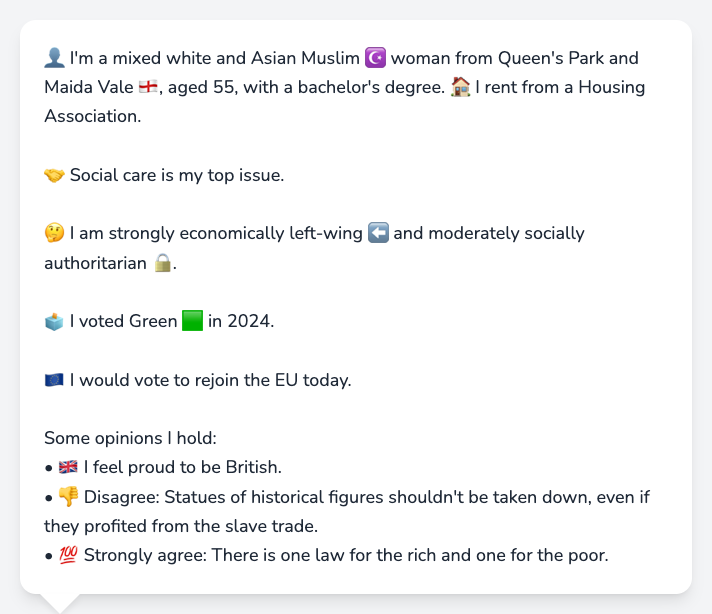 👤 I'm a mixed white and Asian Muslim ☪️ woman from Queen's Park and
Maida Vale 🏴󠁧󠁢󠁥󠁮󠁧󠁿, aged 55, with a bachelor's degree. 🏠 I rent from a Housing
Association.
🤝 Social care is my top issue.
🤔 I am strongly economically left-wing ⬅️ and moderately socially
authoritarian 🔒.
🗳️ I voted Green 🟩 in 2024.
🇪🇺 I would vote to rejoin the EU today.
Some opinions I hold:
• 🇬🇧 I feel proud to be British.
• 👎 Disagree: Statues of historical figures shouldn't be taken down, even if
they profited from the slave trade.
• 💯 Strongly agree: There is one law for the rich and one for the poor.